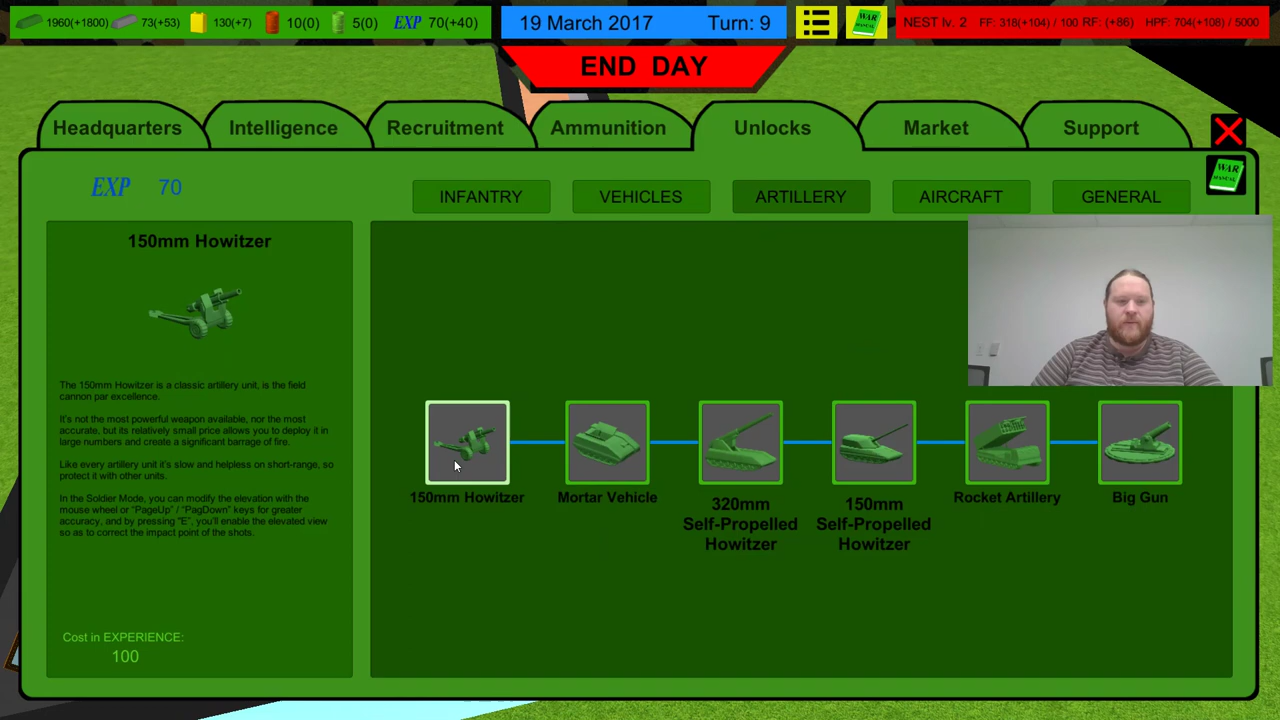 1960(+1800) 73(+53) 130(+7) 10(0) 5(0) EXP 70(+40)
19 March 2017 Turn: 9
WAR MANUAL
NEST lv. 2 FF: 318(+104) / 100 RF: (+86) HPF: 704(+108) / 5000
END DAY
Headquarters Intelligence Recruitment Ammunition Unlocks Market Support
WAR MANUAL
EXP 70
INFANTRY VEHICLES ARTILLERY AIRCRAFT GENERAL
150mm Howitzer
The 150mm Howitzer is a classic artillery unit, is the field
cannon par excellence.
It's not the most powerful weapon available, nor the most
accurate, but its relatively small price allows you to deploy it in
large numbers and create a significant barrage of fire.
Like every artillery unit it's slow and helpless on short-range, so
protect it with other units.
In the Soldier Mode, you can modify the elevation with the
mouse wheel or "PageUp" / "PagDown" keys for greater
accuracy, and by pressing "E", you'll enable the elevated view
so as to correct the impact point of the shots.
Cost in EXPERIENCE:
100
150mm Howitzer
Mortar Vehicle
320mm
Self-Propelled
Howitzer
150mm
Self-Propelled
Howitzer
Rocket Artillery
Big Gun